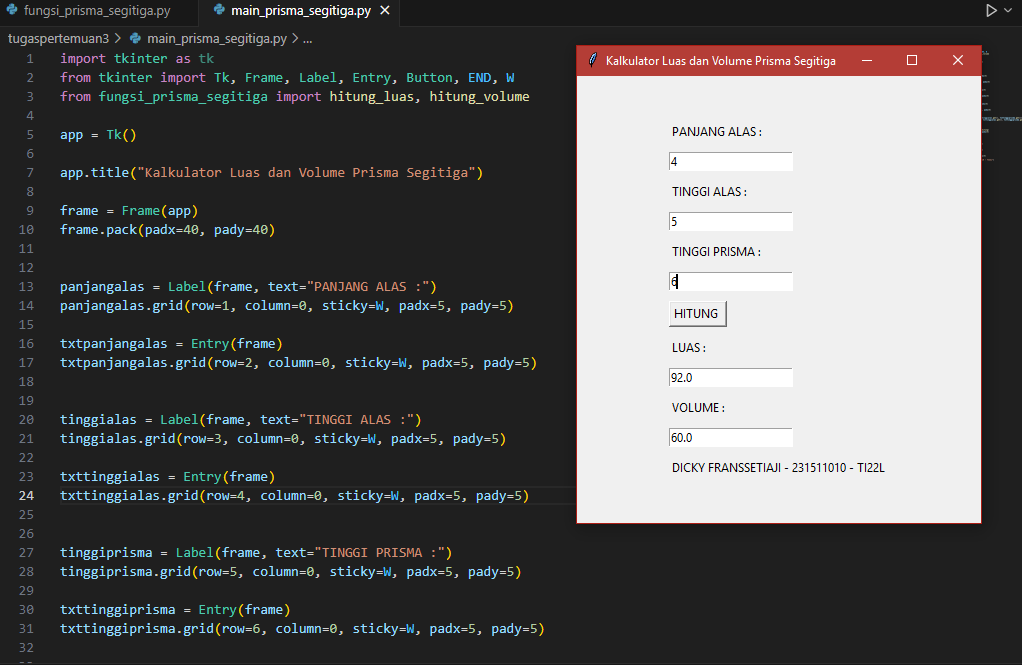 fungsi_prisma_segitiga.py
main_prisma_segitiga.py
tugaspertemuan3 > main_prisma_segitiga.py > ...
1 import tkinter as tk
2 from tkinter import Tk, Frame, Label, Entry, Button, END, W
3 from fungsi_prisma_segitiga import hitung_luas, hitung_volume
4
5 app = Tk()
6
7 app.title("Kalkulator Luas dan Volume Prisma Segitiga")
8
9 frame = Frame(app)
10 frame.pack(padx=40, pady=40)
11
12
13 panjangalas = Label(frame, text="PANJANG ALAS :")
14 panjangalas.grid(row=1, column=0, sticky=W, padx=5, pady=5)
15
16 txtpanjangalas = Entry(frame)
17 txtpanjangalas.grid(row=2, column=0, sticky=W, padx=5, pady=5)
18
19
20 tinggialas = Label(frame, text="TINGGI ALAS :")
21 tinggialas.grid(row=3, column=0, sticky=W, padx=5, pady=5)
22
23 txttinggialas = Entry(frame)
24 txttinggialas.grid(row=4, column=0, sticky=W, padx=5, pady=5)
25
26
27 tinggiprisma = Label(frame, text="TINGGI PRISMA :")
28 tinggiprisma.grid(row=5, column=0, sticky=W, padx=5, pady=5)
29
30 txttinggiprisma = Entry(frame)
31 txttinggiprisma.grid(row=6, column=0, sticky=W, padx=5, pady=5)
32
Kalkulator Luas dan Volume Prisma Segitiga
PANJANG ALAS :
4
TINGGI ALAS :
5
TINGGI PRISMA :
6
HITUNG
LUAS :
92.0
VOLUME :
60.0
DICKY FRANSSETIAJI - 231511010 - TI22L